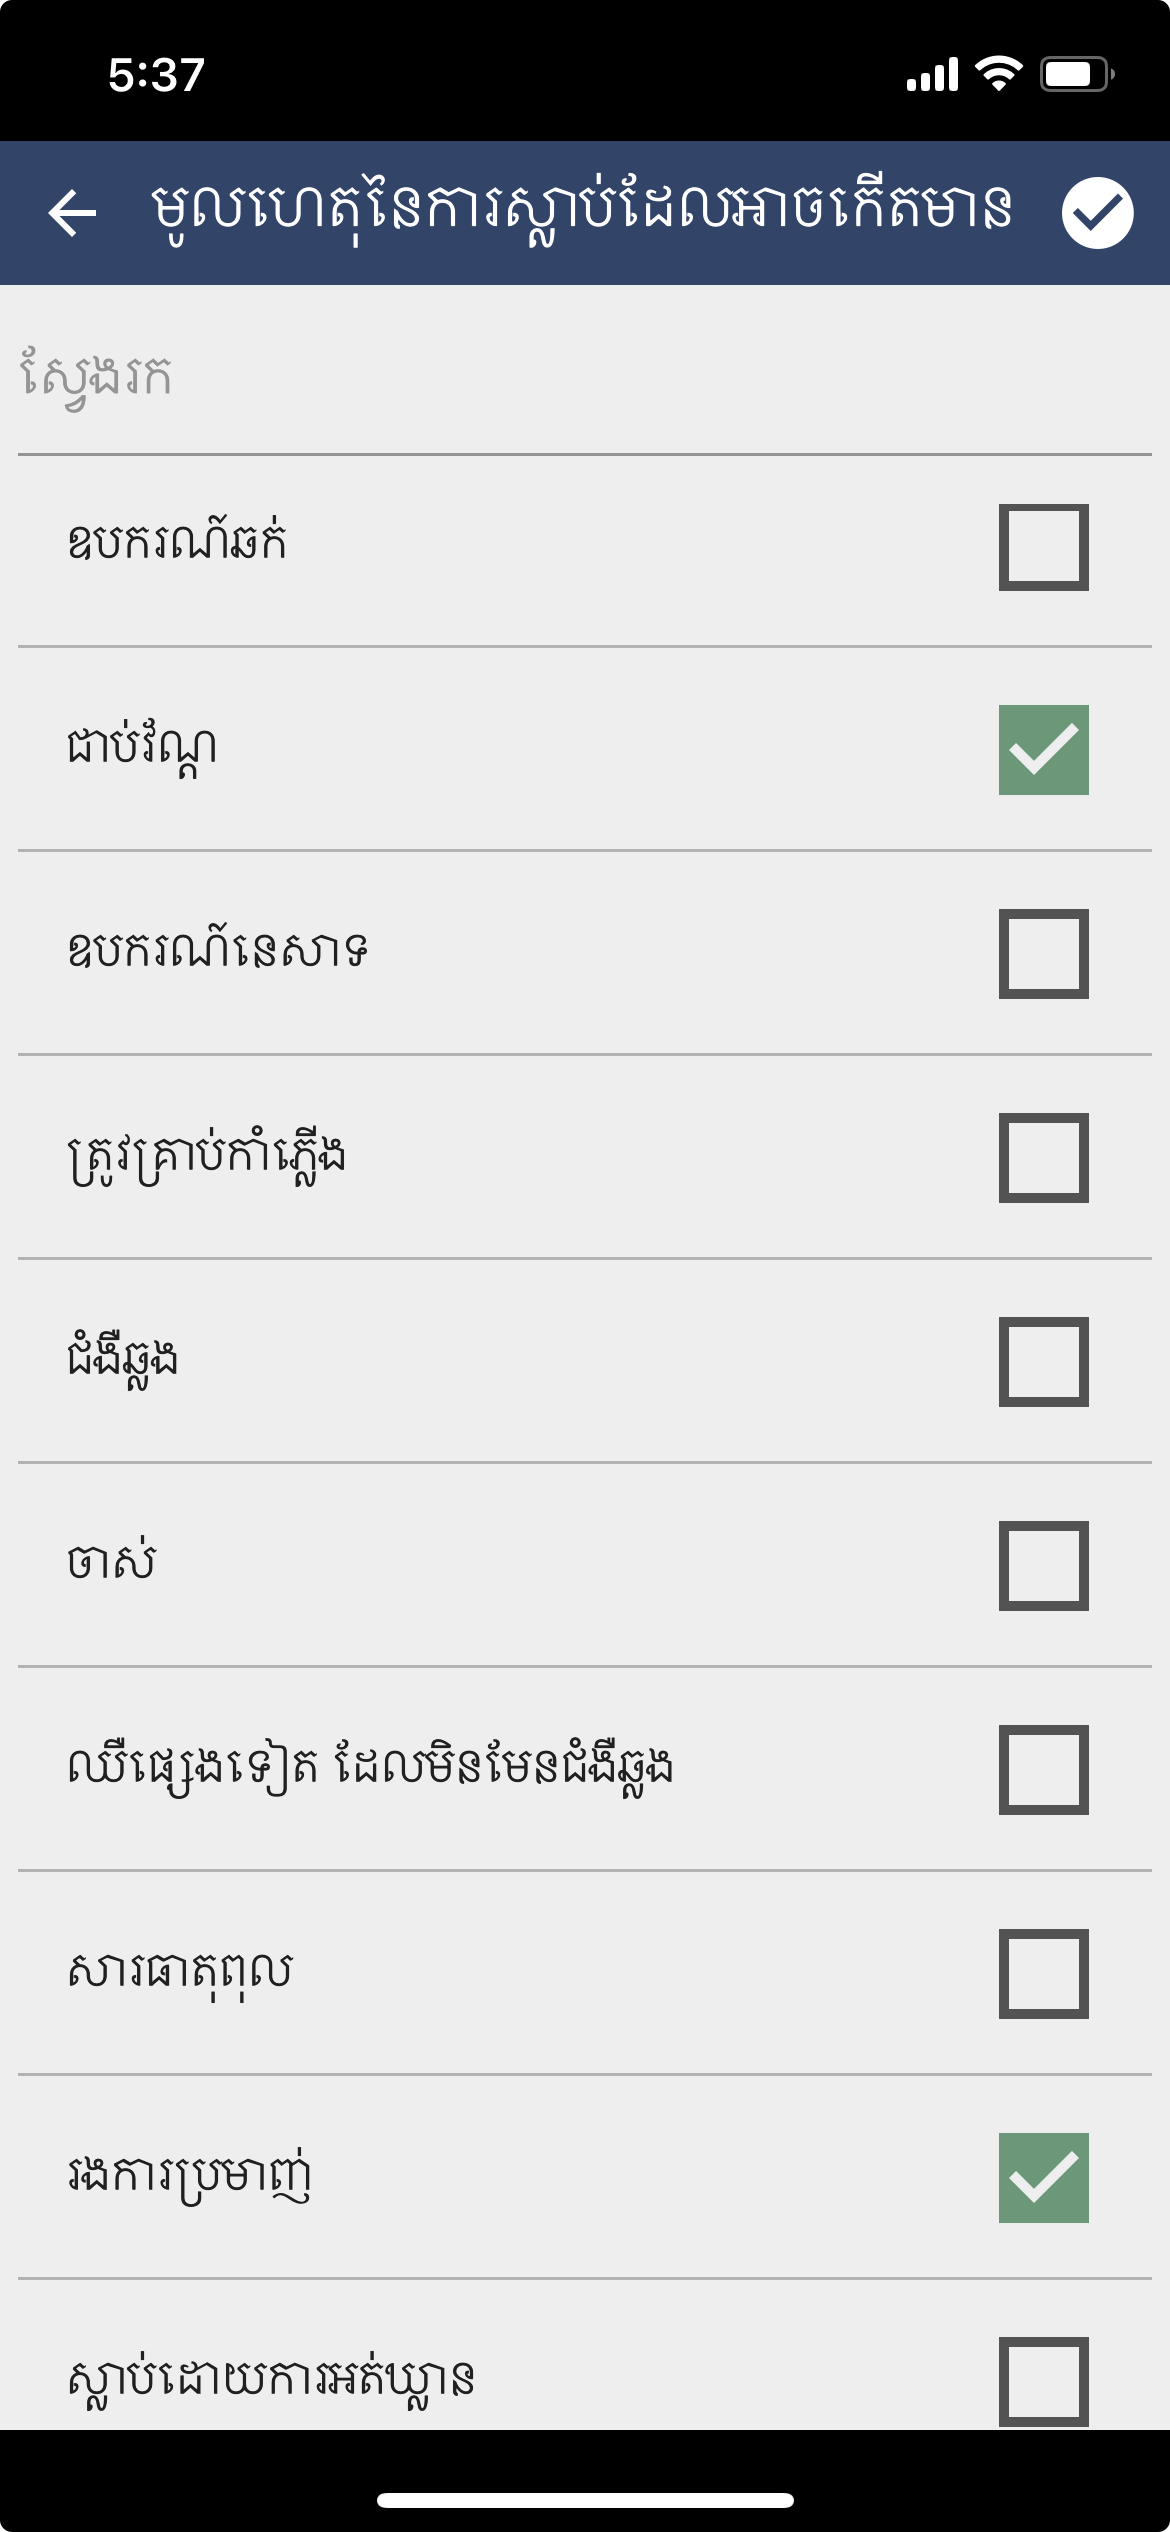 5:37
មូលហេតុនៃការស្លាប់ដែលអាចកើតមាន
ស្វែងរក
ឧបករណ៍ឆក់
ជាប់វ័ណ្ឌ
ឧបករណ៍នេសាទ
ត្រូវគ្រាប់កាំភ្លើង
ជំងឺឆ្លង
ចាស់
ឈឺផ្សេងទៀត ដែលមិនមែនជំងឺឆ្លង
សារធាតុពុល
រងការប្រមាញ់
ស្លាប់ដោយការអត់ឃ្លាន